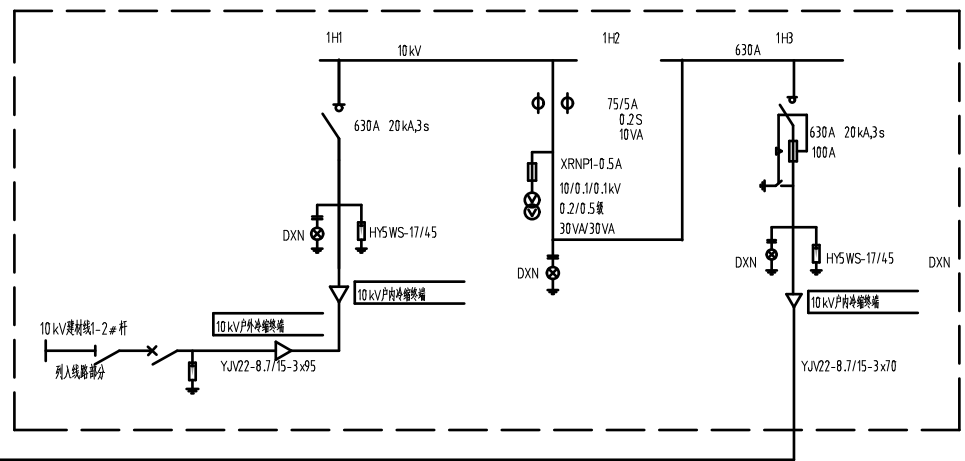 1H1
10kV
1H2
630A
1H3
630A 20kA,3s
75/5A
0.2S
10VA
630A 20kA,3s
100A
XRNP1-0.5A
10/0.1/0.1kV
0.2/0.5级
30VA/30VA
DXN
HY5WS-17/45
DXN
DXN
HY5WS-17/45
DXN
10kV户内冷缩终端
10kV户内冷缩终端
10kV户外冷缩终端
10kV建材线1-2#杆
列入线路部分
YJV22-8.7/15-3x95
YJV22-8.7/15-3x70